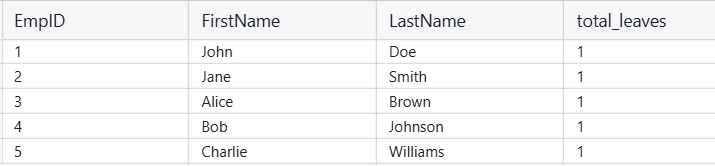 EmpID FirstName LastName total_leaves
1 John Doe 1
2 Jane Smith 1
3 Alice Brown 1
4 Bob Johnson 1
5 Charlie Williams 1